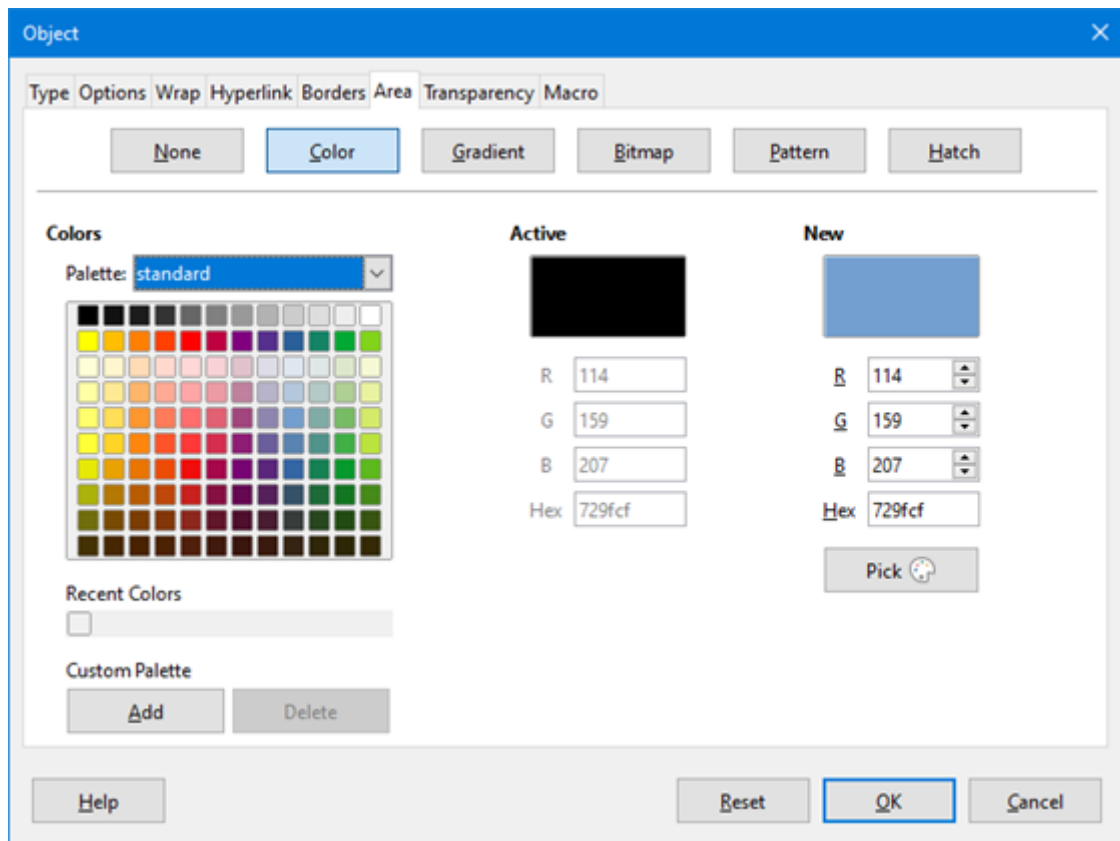 Object
Type Options Wrap Hyperlink Borders Area Transparency Macro
None Color Gradient Bitmap Pattern Hatch
Colors Active New
Palette: standard
R 114 R 114
G 159 G 159
B 207 B 207
Hex 729fcf Hex 729fcf
Pick
Recent Colors
Custom Palette
Add Delete
Help Reset OK Cancel